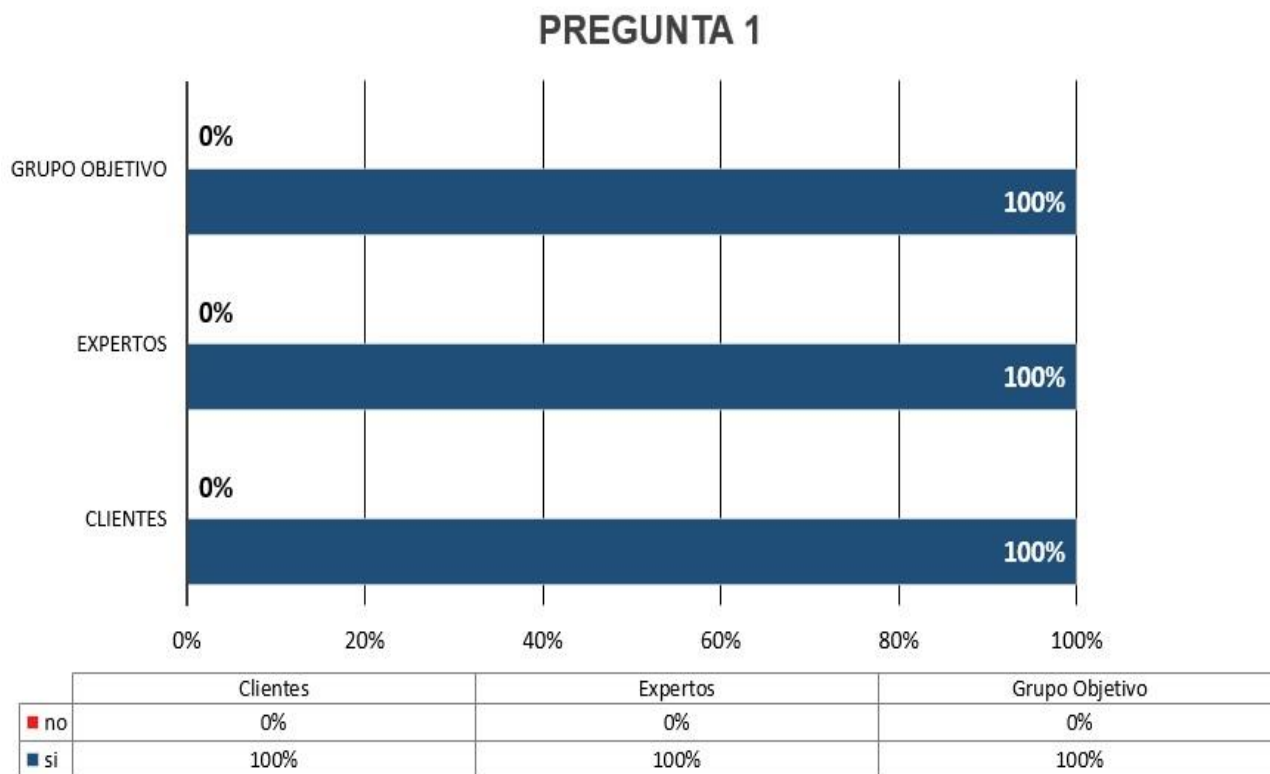 PREGUNTA 1
0%
GRUPO OBJETIVO
100%
0%
EXPERTOS
100%
0%
CLIENTES
100%
0% 20% 40% 60% 80% 100%
Clientes Expertos Grupo Objetivo
no 0% 0% 0%
si 100% 100% 100%